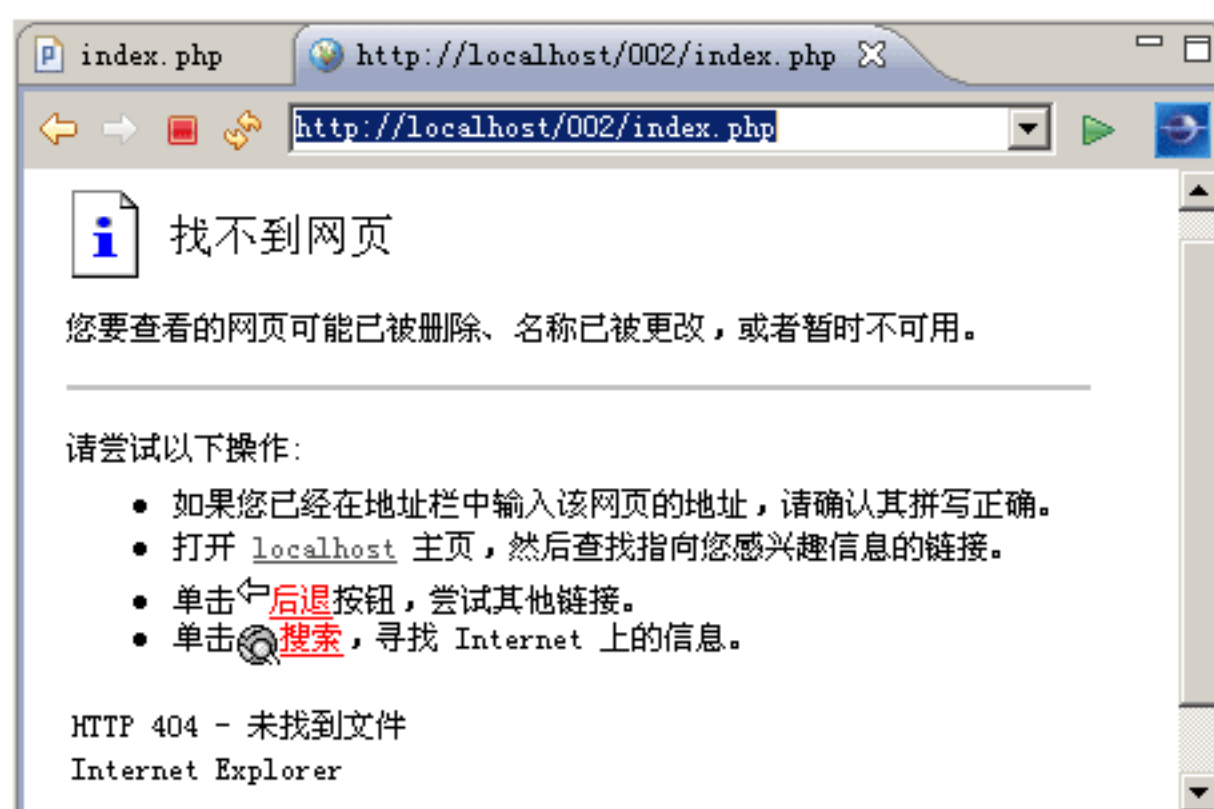 index.php
http://localhost/002/index.php
http://localhost/002/index.php
找不到网页
您要查看的网页可能已被删除、名称已被更改，或者暂时不可用。
请尝试以下操作:
如果您已经在地址栏中输入该网页的地址，请确认其拼写正确。
打开 localhost 主页，然后查找指向您感兴趣信息的链接。
单击后退按钮，尝试其他链接。
单击搜索，寻找 Internet 上的信息。
HTTP 404 - 未找到文件
Internet Explorer